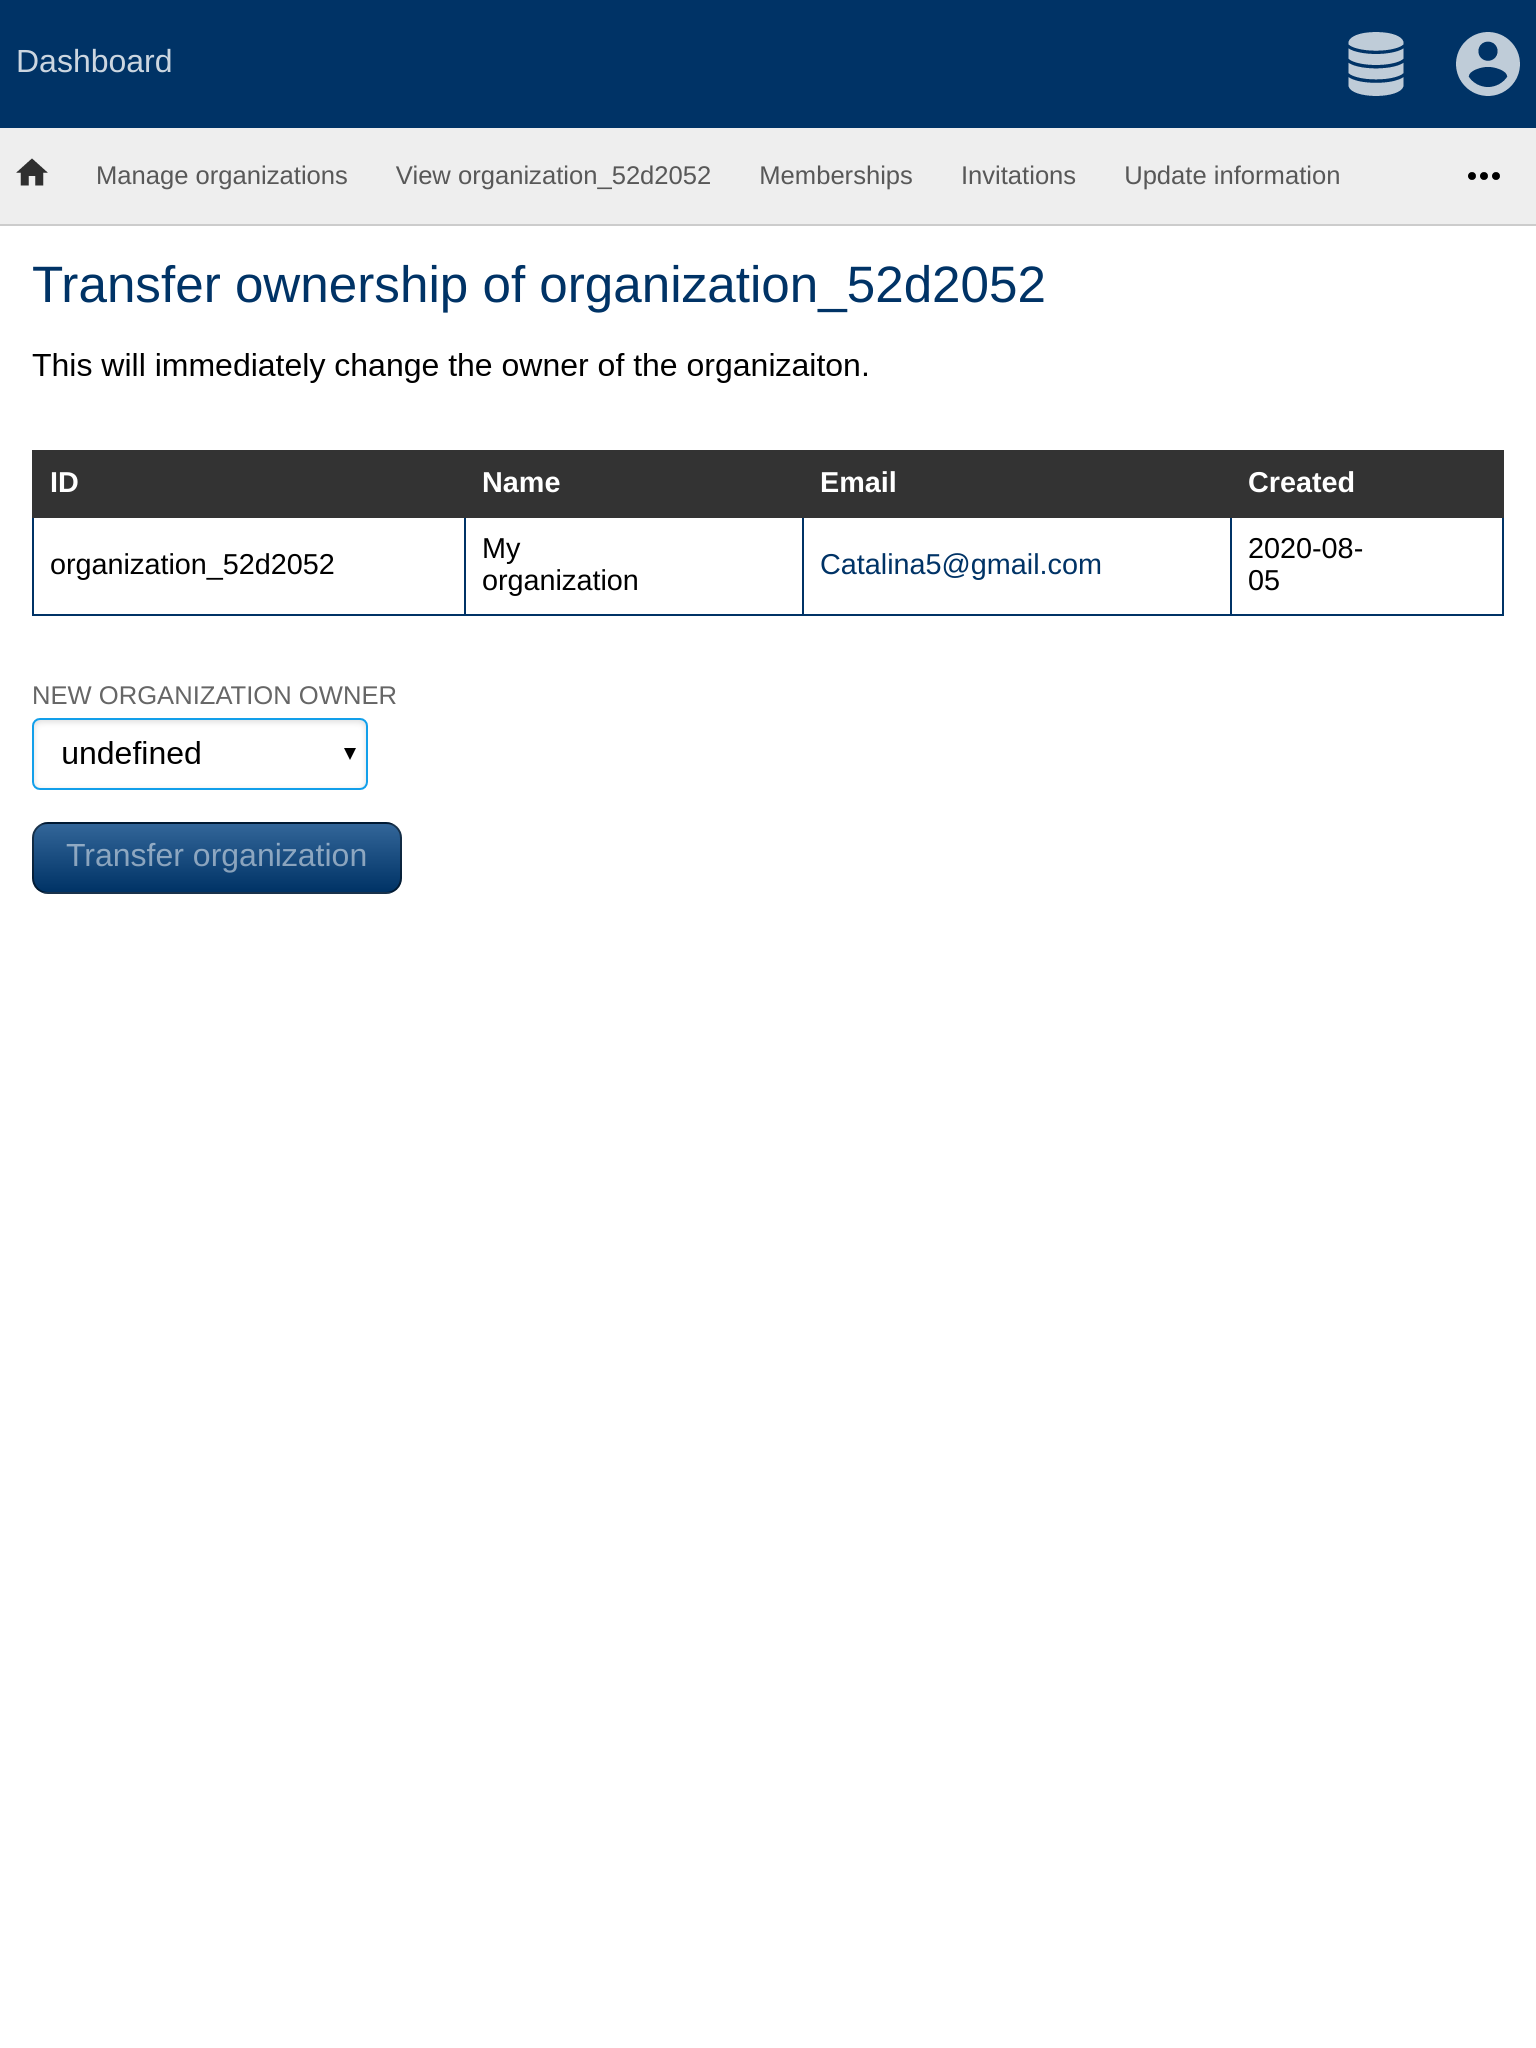 Dashboard
Manage organizations View organization_52d2052 Memberships Invitations Update information
Transfer ownership of organization_52d2052
This will immediately change the owner of the organizaiton.
ID Name Email Created
organization_52d2052 My organization Catalina5@gmail.com 2020-08-05
NEW ORGANIZATION OWNER
undefined
Transfer organization